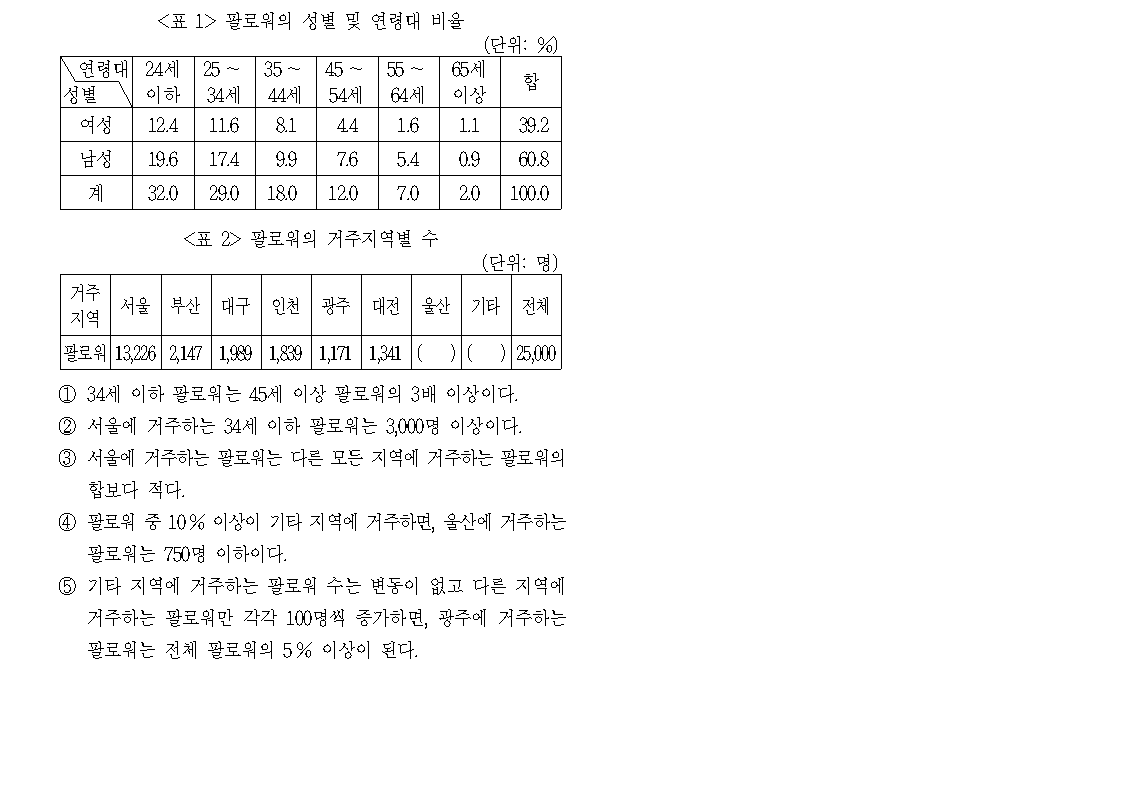 <표 1> 팔로워의 성별 및 연령대 비율
(단위: %)
연령대 성별 24세 이하 25 ~ 34세 35 ~ 44세 45 ~ 54세 55 ~ 64세 65세 이상 합
여성 12.4 11.6 8.1 4.4 1.6 1.1 39.2
남성 19.6 17.4 9.9 7.6 5.4 0.9 60.8
계 32.0 29.0 18.0 12.0 7.0 2.0 100.0
<표 2> 팔로워의 거주지역별 수
(단위: 명)
거주 지역 서울 부산 대구 인천 광주 대전 울산 기타 전체
팔로워 13,226 2,147 1,989 1,839 1,171 1,341 ( ) ( ) 25,000
① 34세 이하 팔로워는 45세 이상 팔로워의 3배 이상이다.
② 서울에 거주하는 34세 이하 팔로워는 3,000명 이상이다.
③ 서울에 거주하는 팔로워는 다른 모든 지역에 거주하는 팔로워의
합보다 적다.
④ 팔로워 중 10% 이상이 기타 지역에 거주하면, 울산에 거주하는
팔로워는 750명 이하이다.
⑤ 기타 지역에 거주하는 팔로워 수는 변동이 없고 다른 지역에
거주하는 팔로워만 각각 100명씩 증가하면, 광주에 거주하는
팔로워는 전체 팔로워의 5% 이상이 된다.